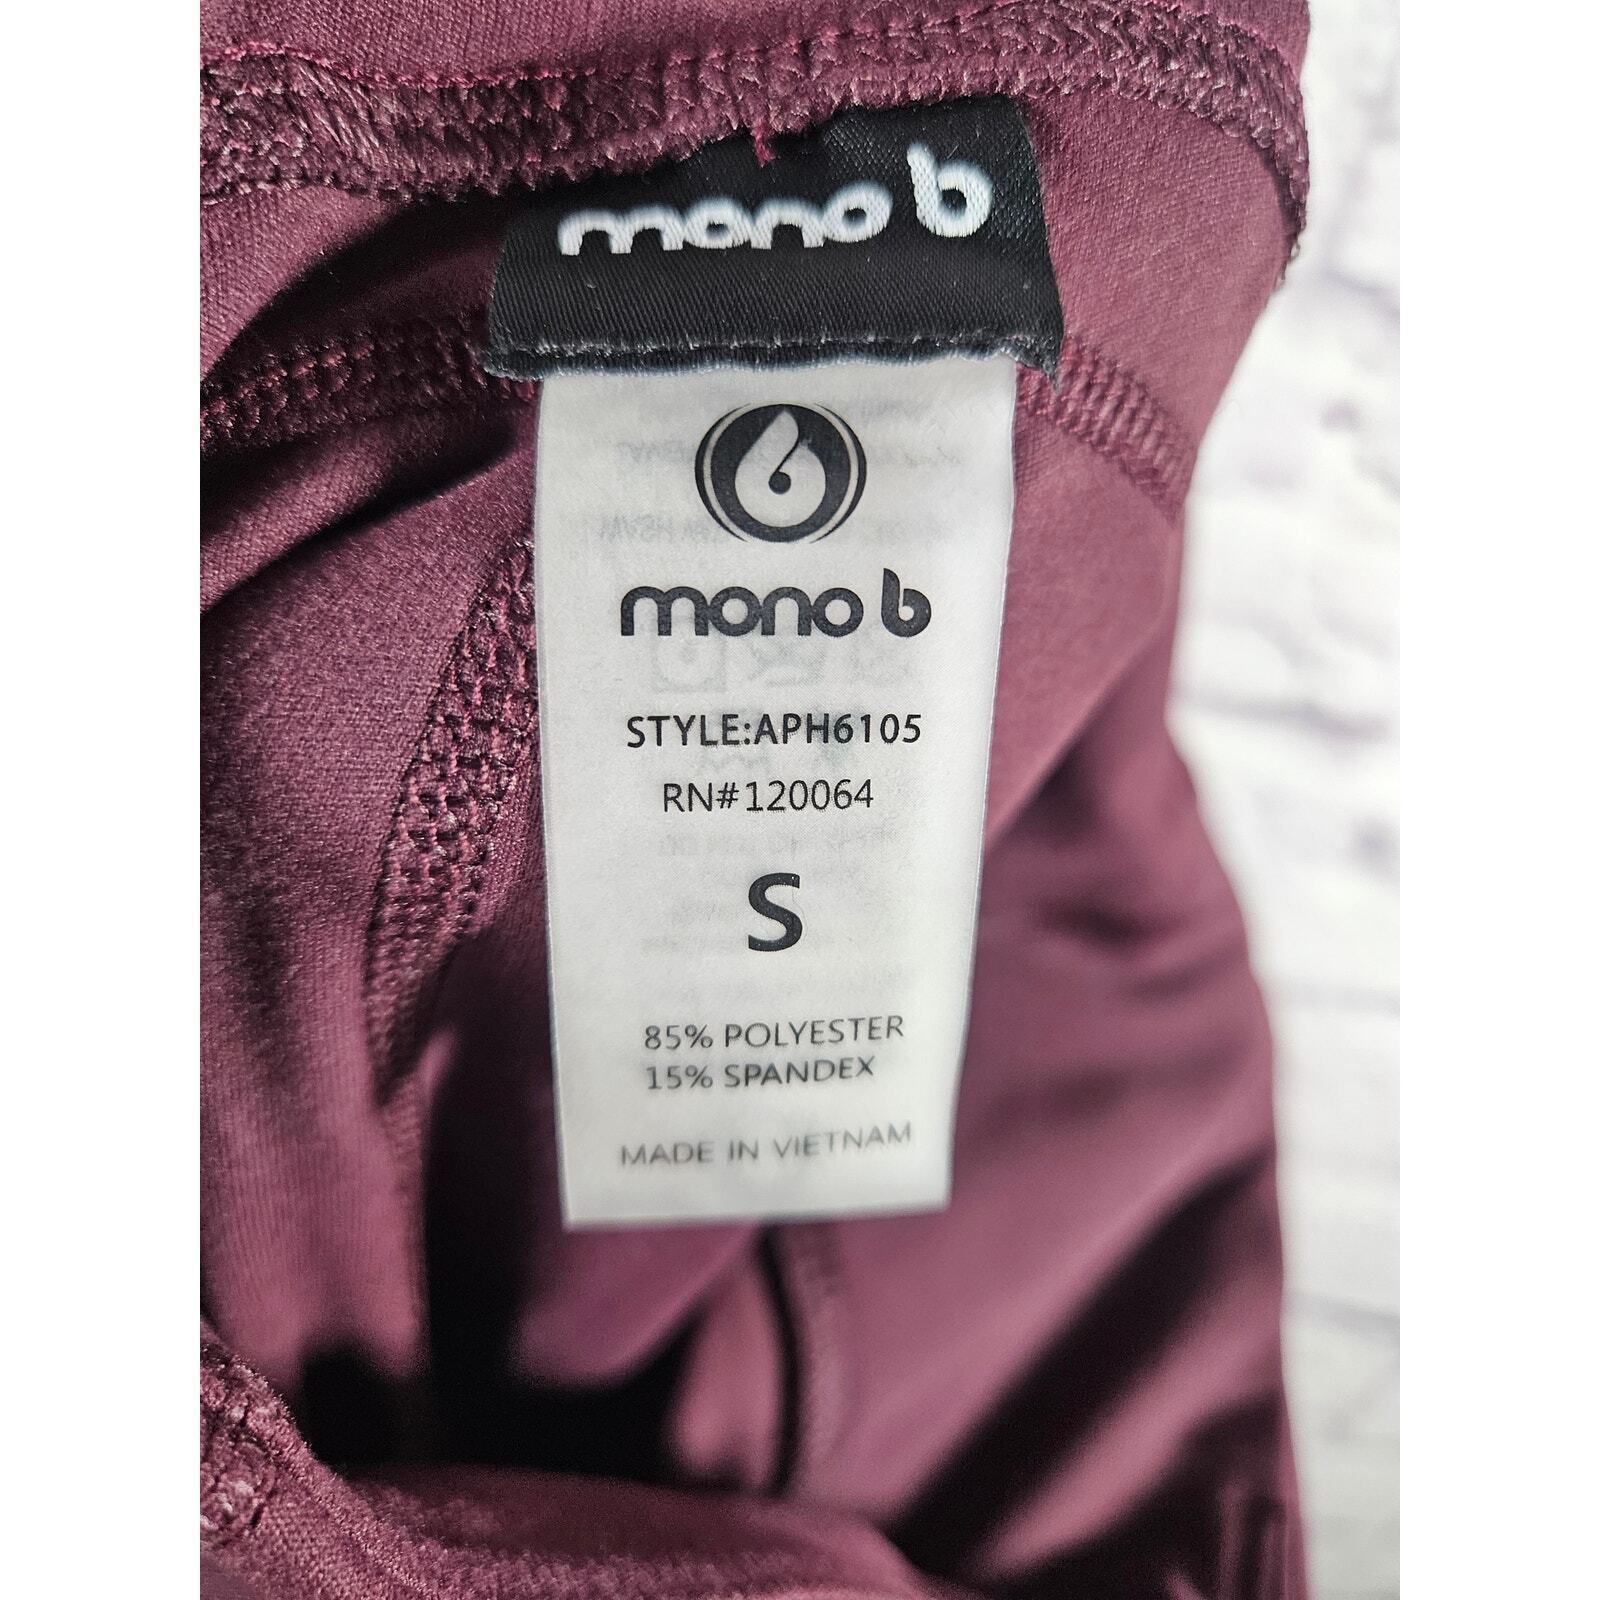 mono b
mono b
STYLE:APH6105
RN#120064
S
85% POLYESTER
15% SPANDEX
MADE IN VIETNAM